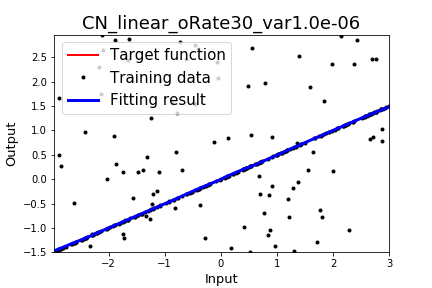 CN_linear_oRate30_var1.0e-06
Target function
Training data
Fitting result
2.5
2.0
1.5
1.0
0.5
0.0
−0.5
−1.0
−1.5
Output
−2 −1 0 1 2 3
Input